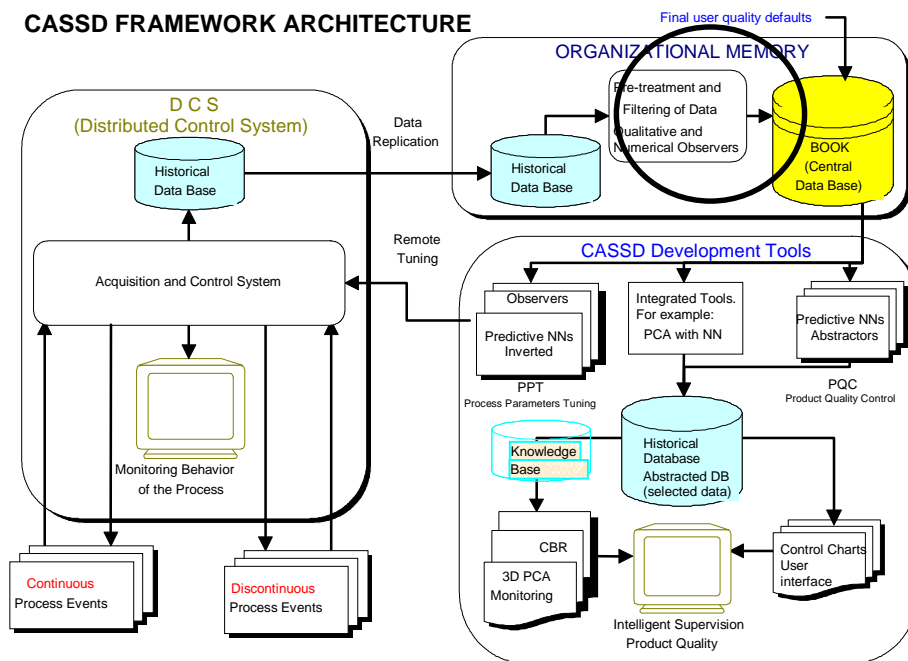 CASSD FRAMEWORK ARCHITECTURE
Final user quality defaults
ORGANIZATIONAL MEMORY
D C S
(Distributed Control System)
Historical
Data Base
Data
Replication
Historical
Data Base
Pre-treatment and
Filtering of Data
Qualitative and
Numerical Observers
BOOK
(Central
Data Base)
Remote
Tuning
Acquisition and Control System
Monitoring Behavior
of the Process
Continuous
Process Events
Discontinuous
Process Events
CASSD Development Tools
Observers
Predictive NNs
Inverted
PPT
Process Parameters Tuning
Integrated Tools.
For example:
PCA with NN
Predictive NNs
Abstractors
PQC
Product Quality Control
Knowledge
Base
Historical
Database
Abstracted DB
(selected data)
CBR
3D PCA
Monitoring
Control Charts
User
interface
Intelligent Supervision
Product Quality